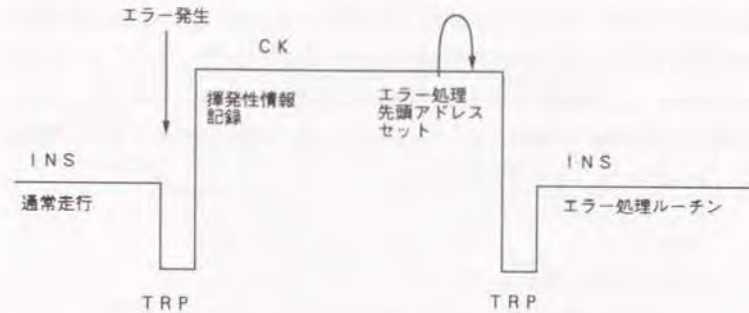 エラー発生
CK
揮発性情報
記録
エラー処理
先頭アドレス
セット
INS
通常走行
INS
エラー処理ルーチン
TRP
TRP